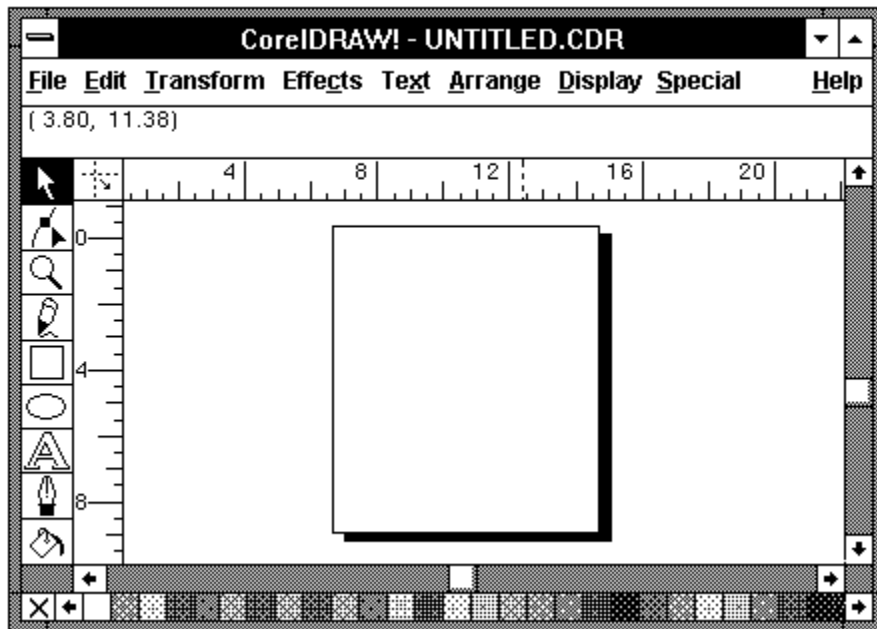 CorelDRAW! - UNTITLED.CDR
File Edit Transform Effects Text Arrange Display Special Help
( 3.80, 11.38)
4 8 12 16 20
0
4
A
8